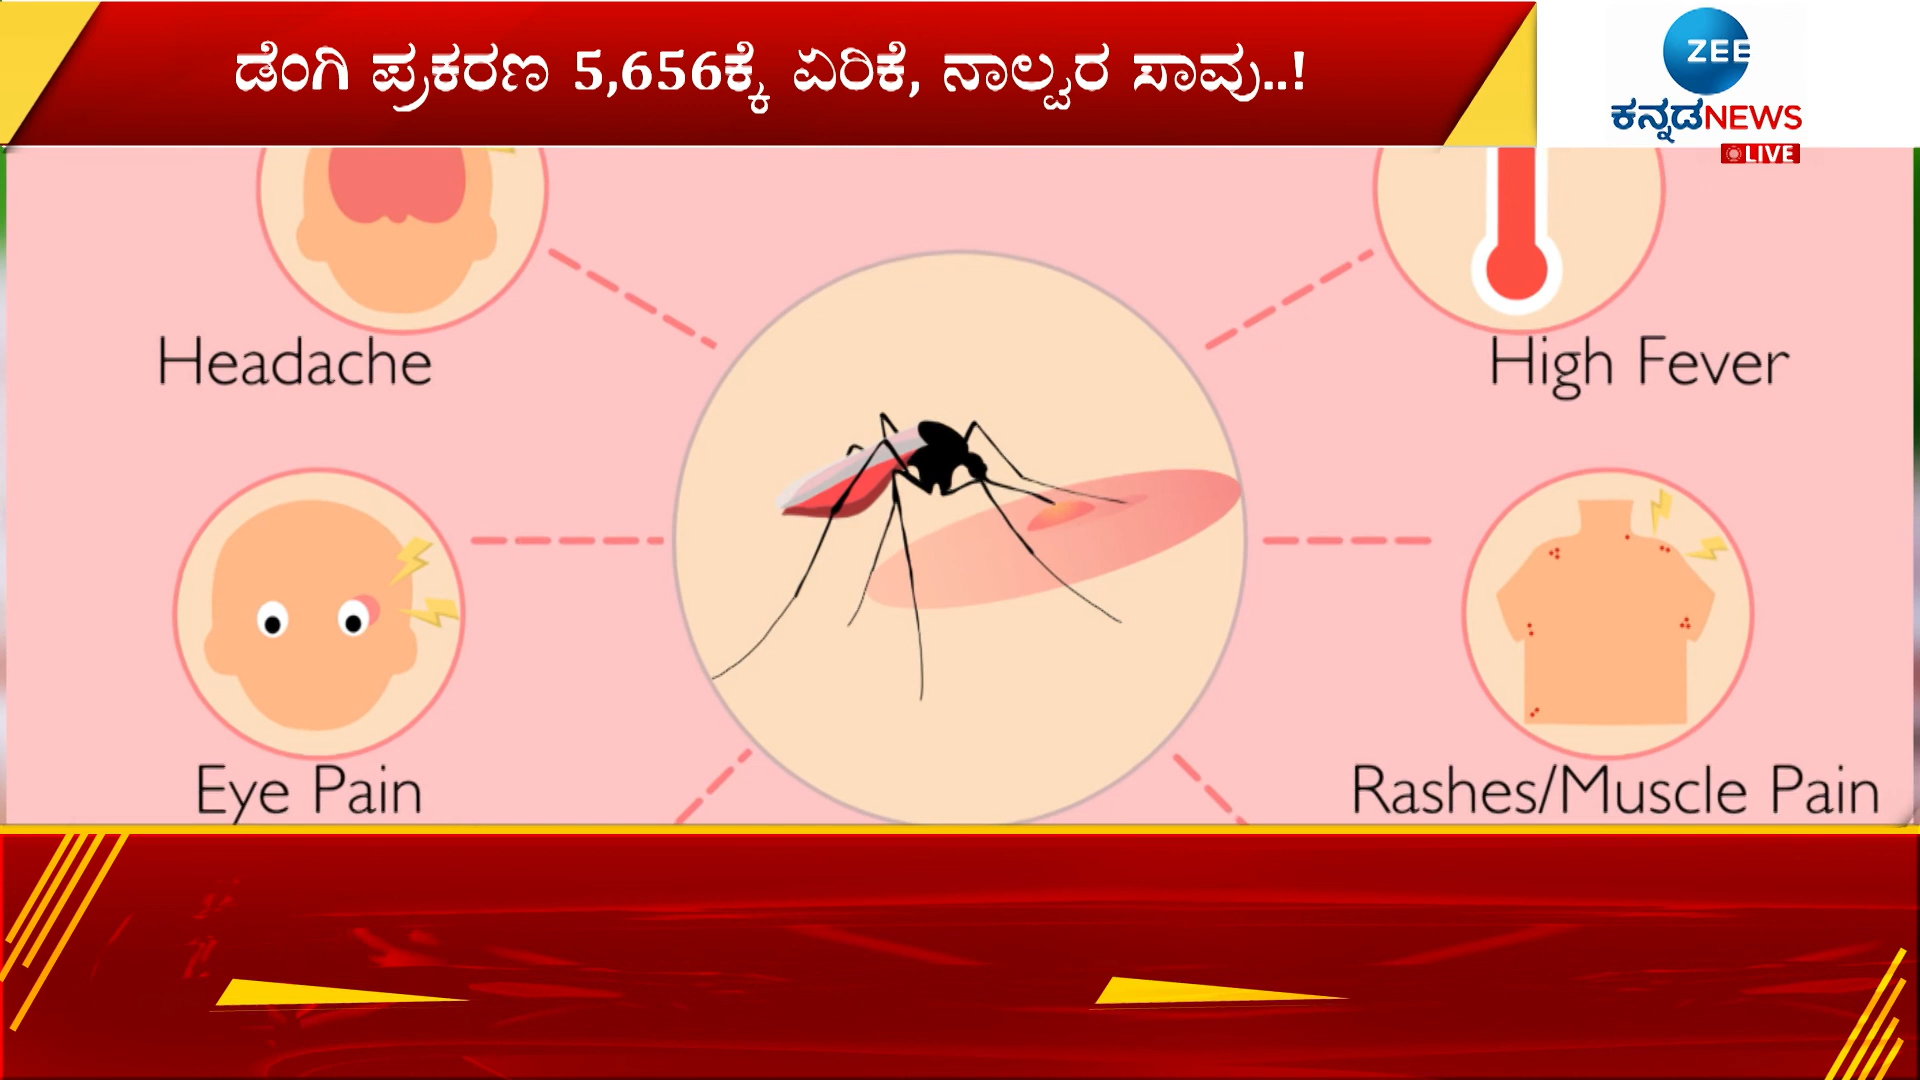 ಡೆಂಗಿ ಪ್ರಕರಣ 5,656ಕ್ಕೆ ಏರಿಕೆ, ನಾಲ್ವರ ಸಾವು..!
ZEE
ಕನ್ನಡNEWS
LIVE
Headache
High Fever
Eye Pain
Rashes/Muscle Pain